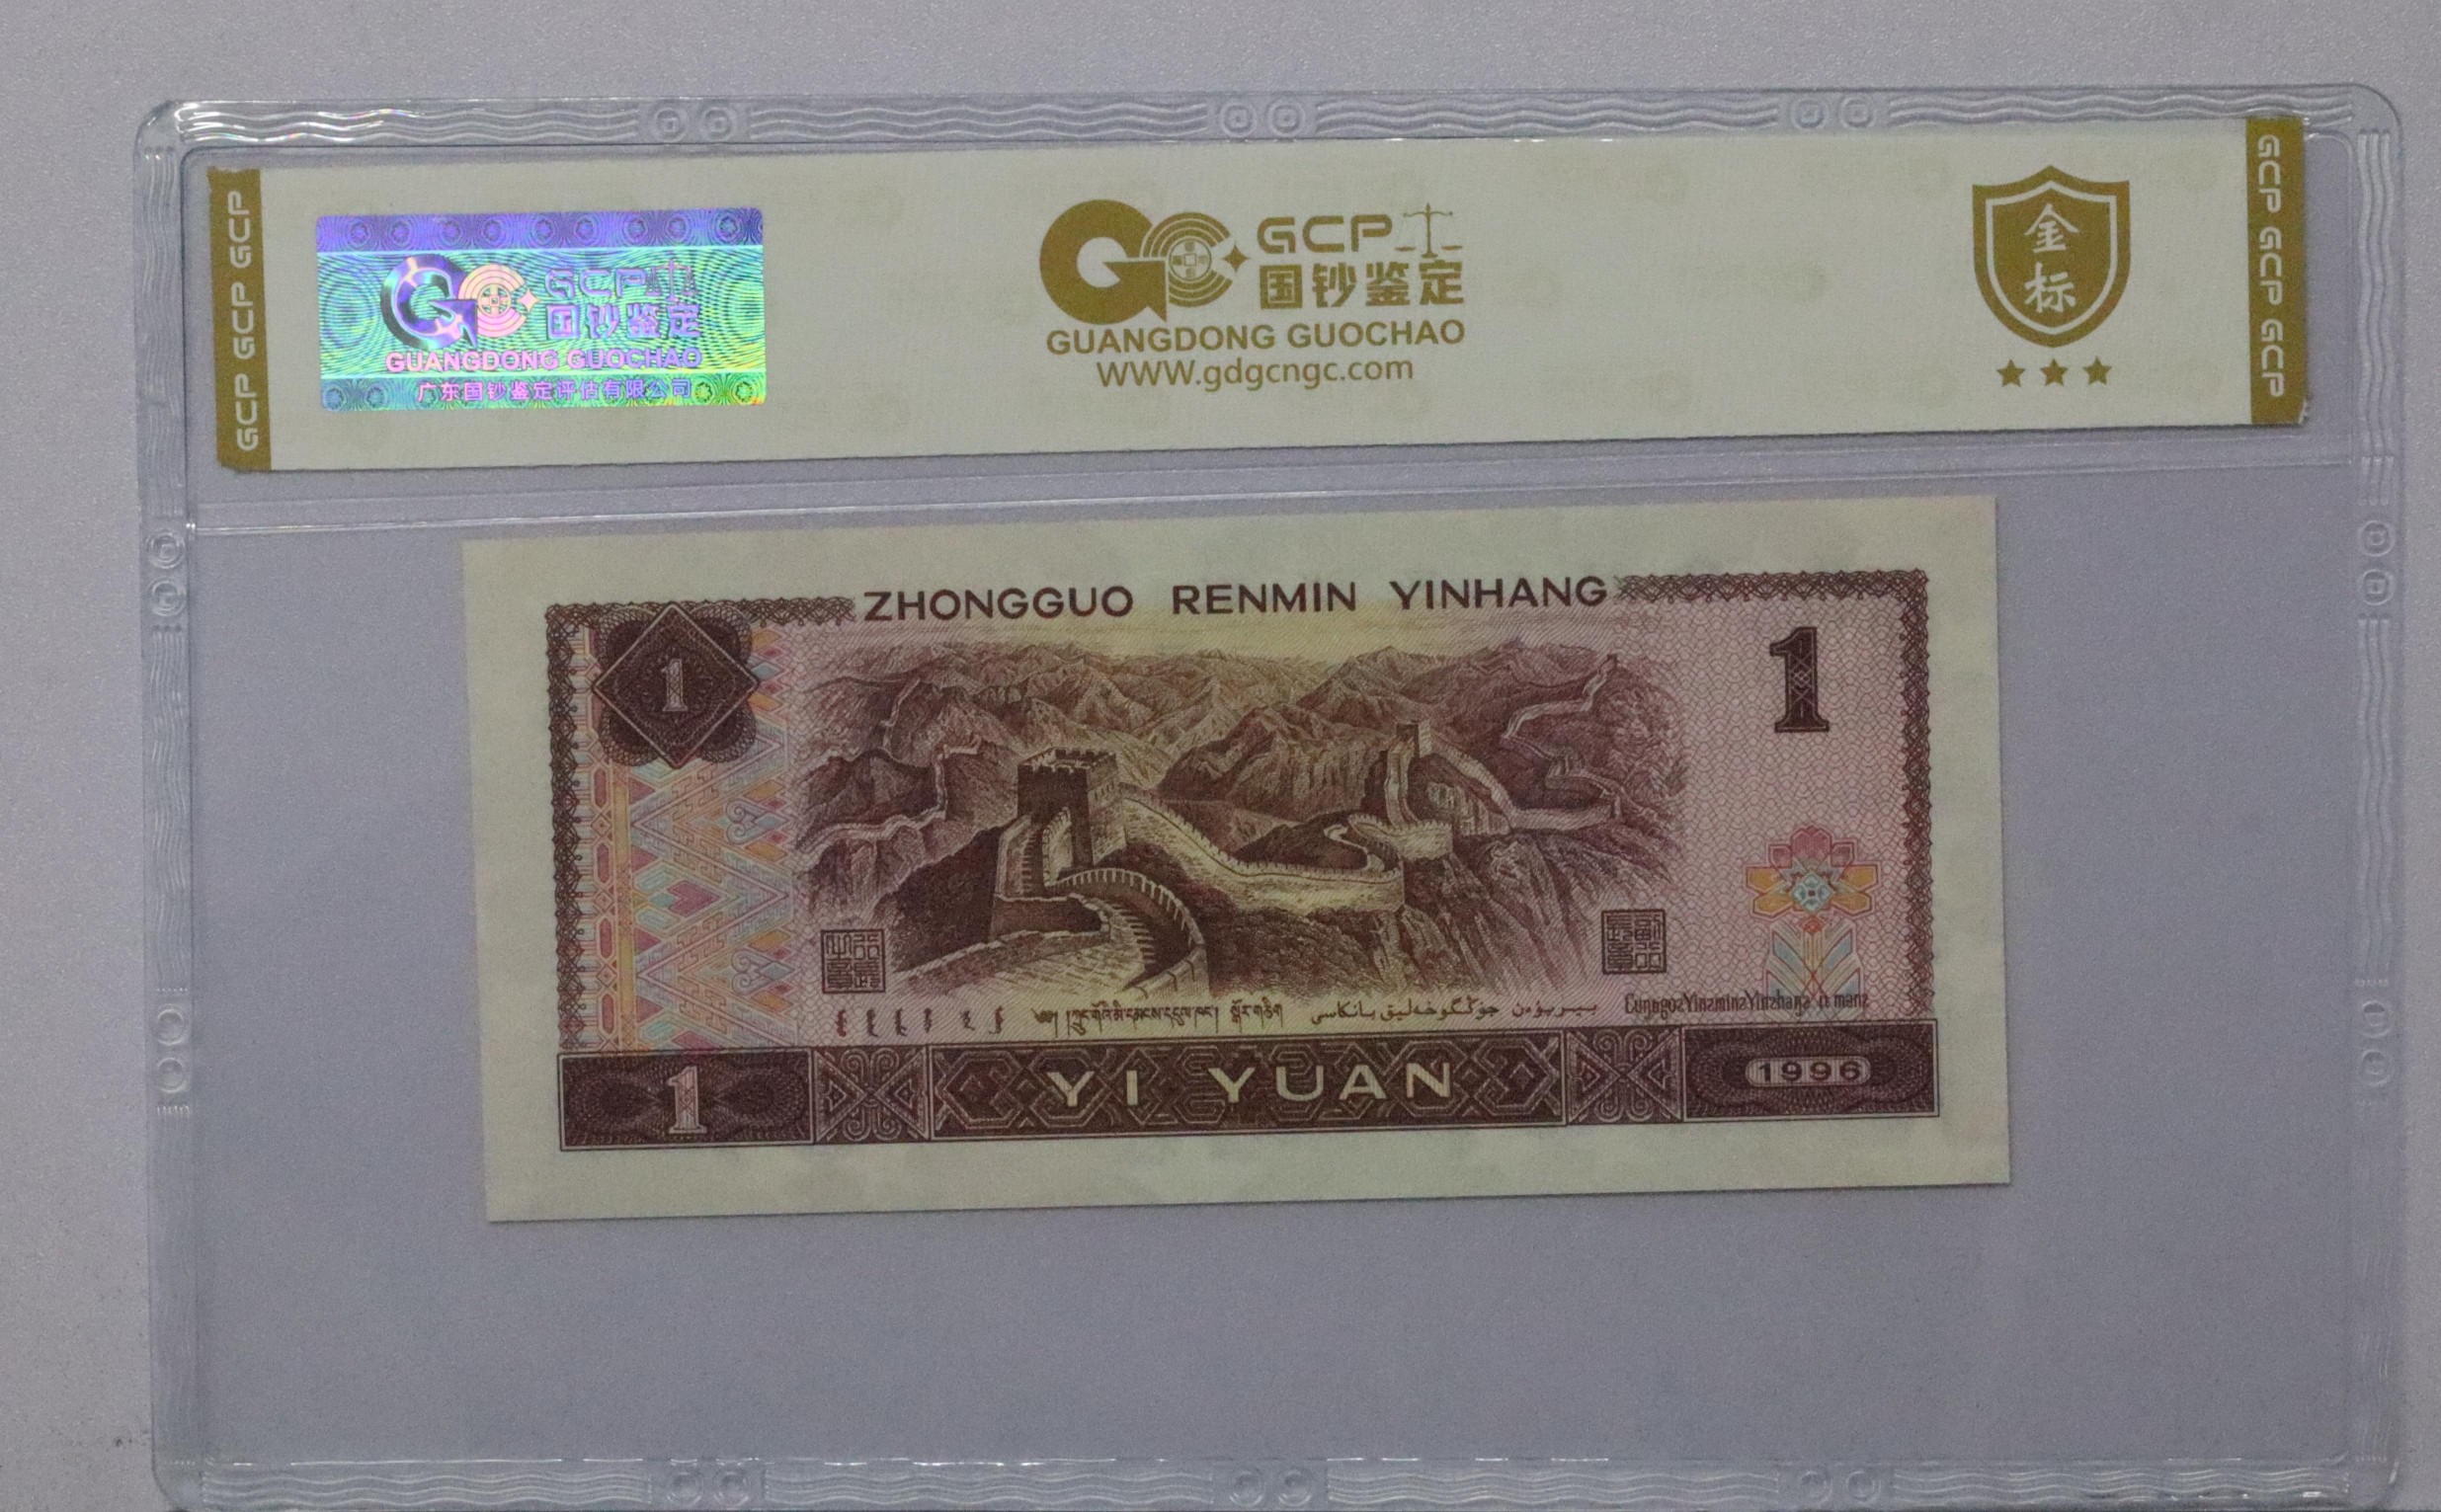 GCP GCP GCP
GCP
国钞鉴定
GUANGDONG GUOCHAO
广东国钞鉴定评估有限公司
GCP
国钞鉴定
GUANGDONG GUOCHAO
www.gdgcngc.com
金标
GCP GCP GCP
ZHONGGUO RENMIN YINHANG
1
1
1
YI YUAN
1996